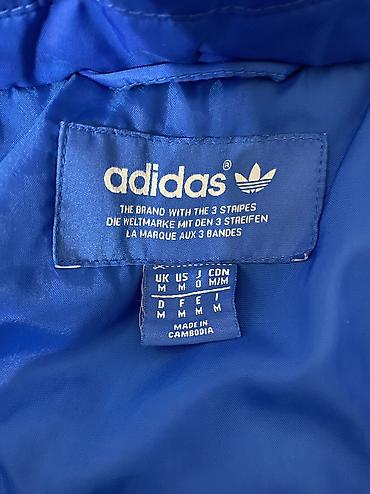 adidas®
THE BRAND WITH THE 3 STRIPES
DIE WELTMARKE MIT DEN 3 STREIFEN
LA MARQUE AUX 3 BANDES
UK US J CDN
M M O M/M
D F E I
M M M M
MADE IN
CAMBODIA